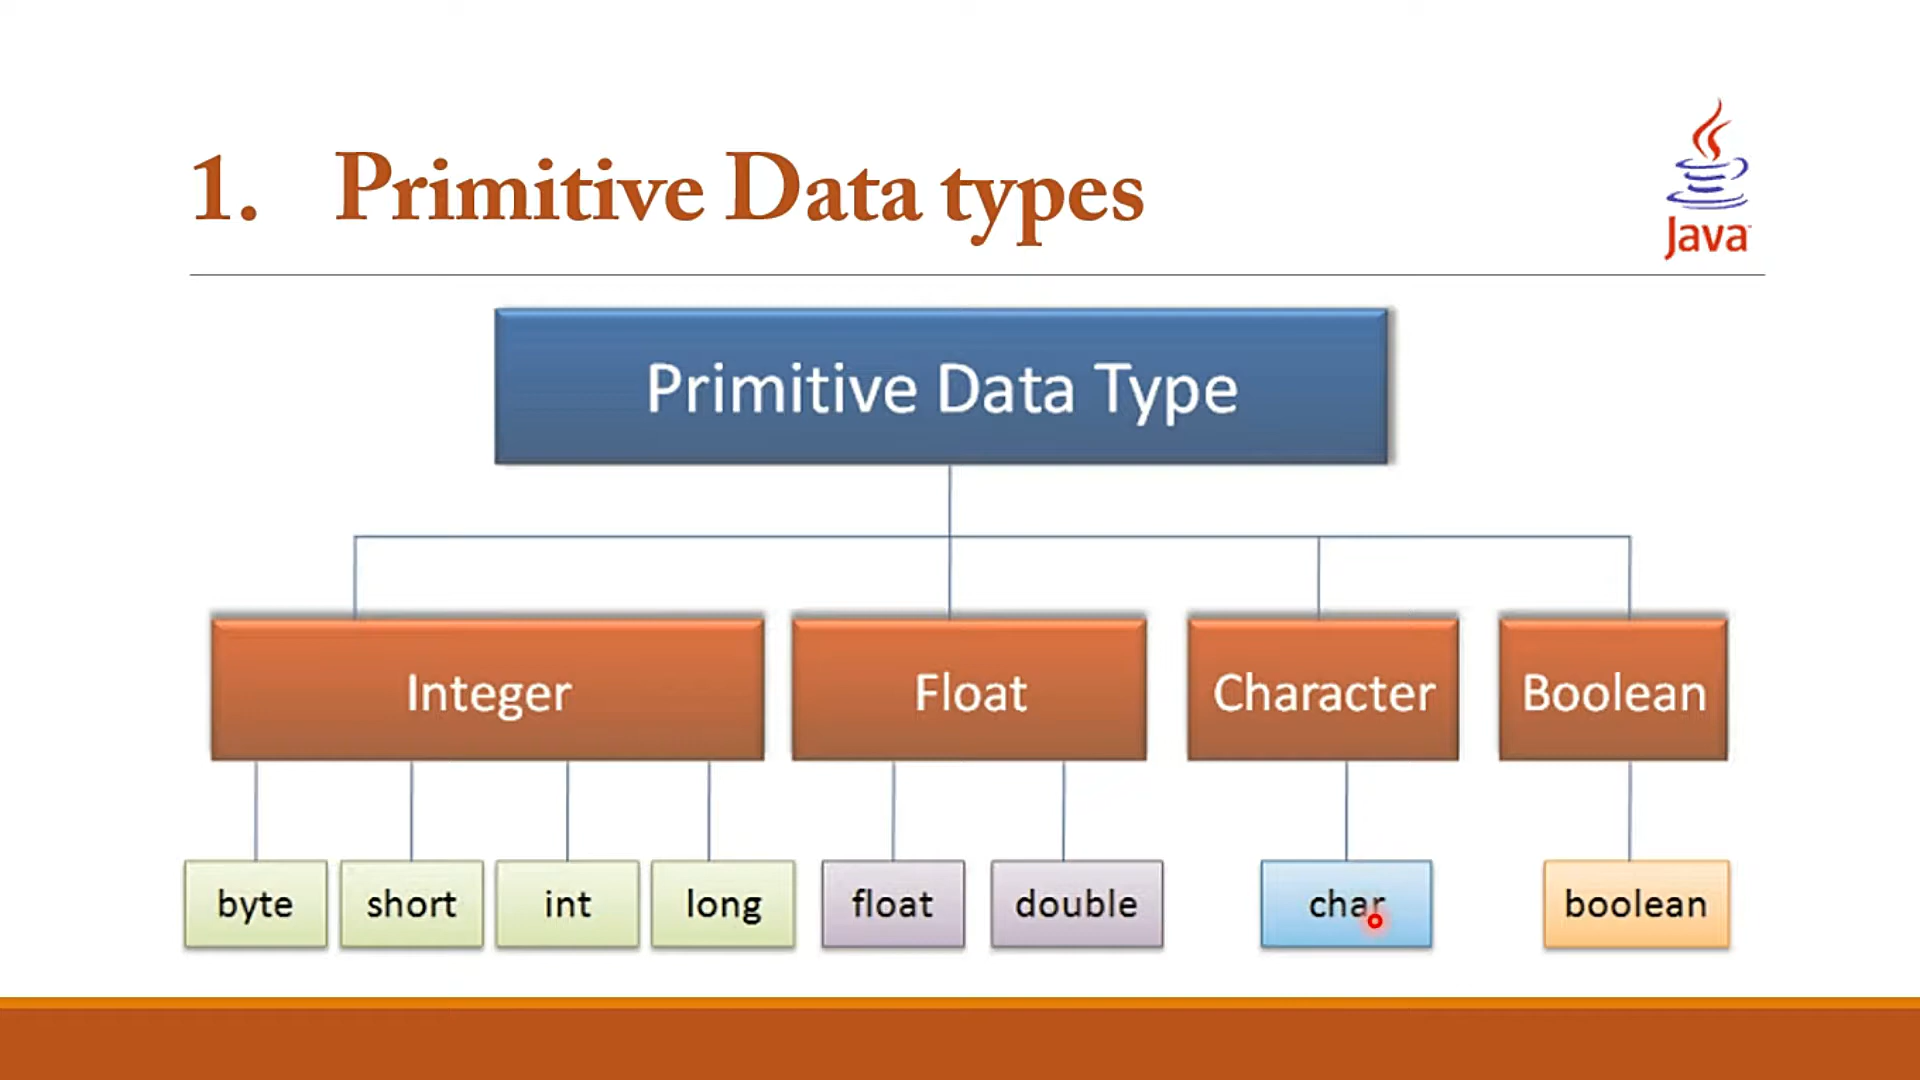 1. Primitive Data types
Java
Primitive Data Type
Integer Float Character Boolean
byte short int long float double char boolean